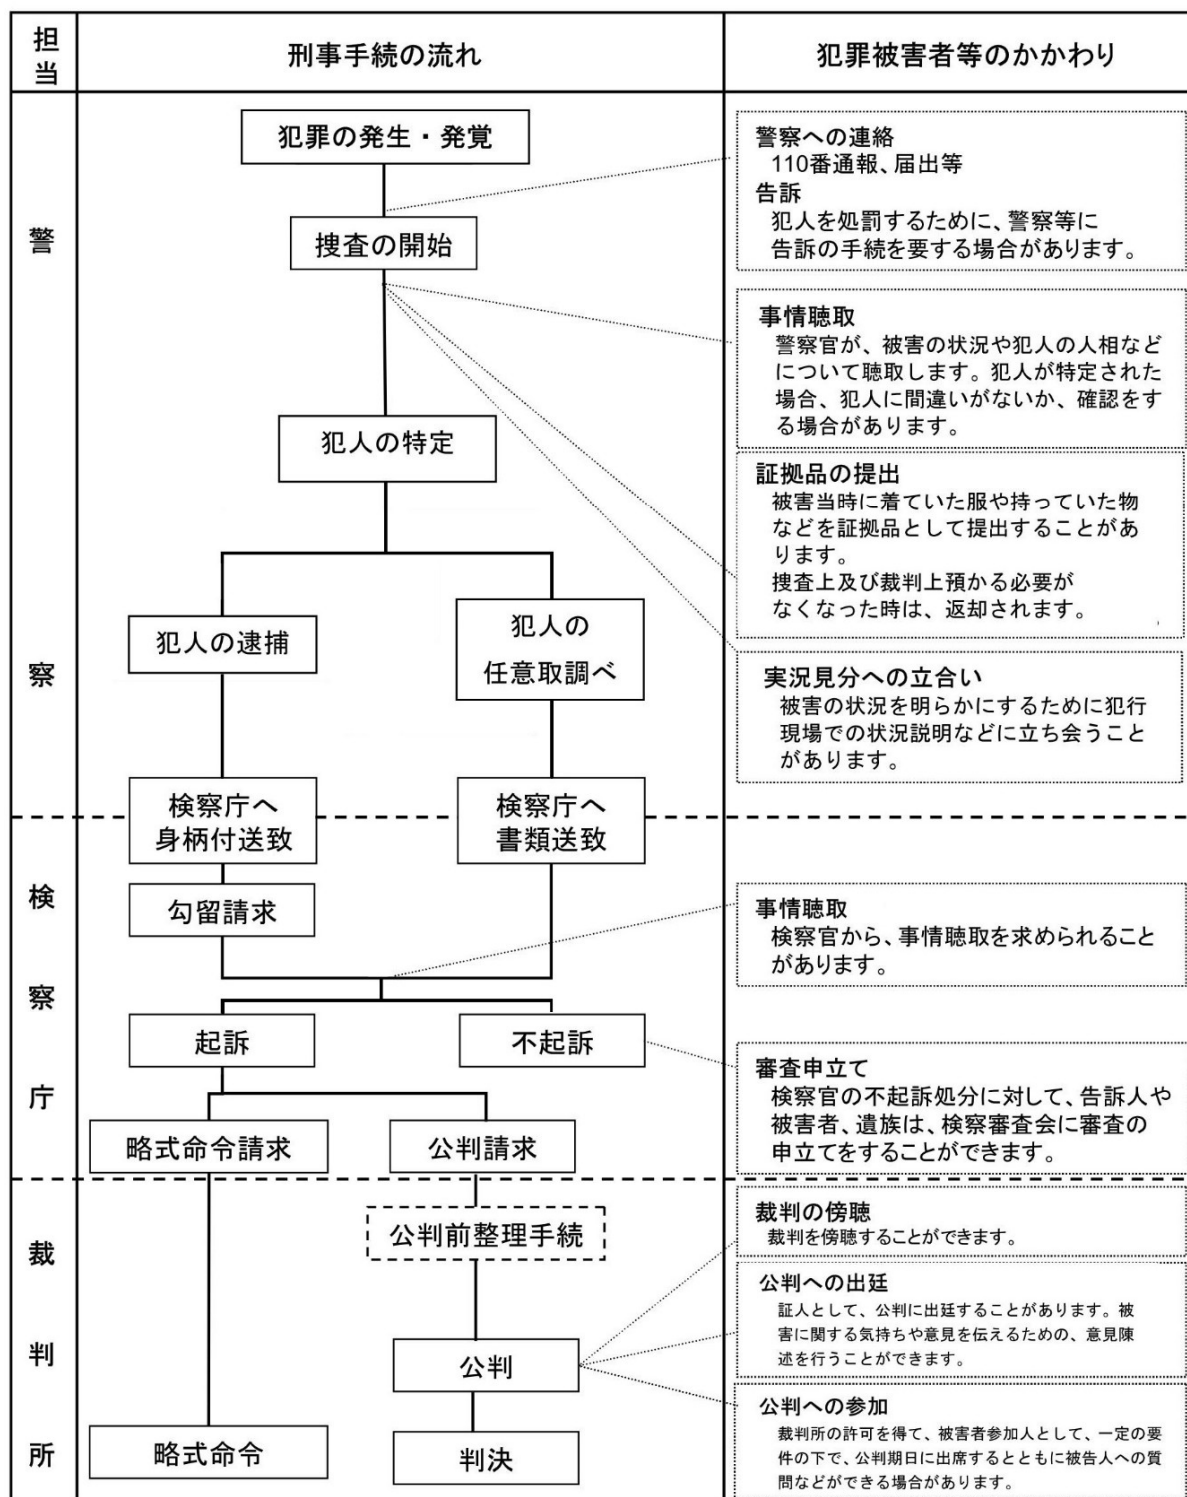 担当
刑事手続の流れ
犯罪被害者等のかかわり
警察
犯罪の発生・発覚
捜査の開始
犯人の特定
犯人の逮捕
犯人の
任意取調べ
検察庁へ
身柄付送致
検察庁へ
書類送致
警察への連絡
110番通報、届出等
告訴
犯人を処罰するために、警察等に
告訴の手続を要する場合があります。
事情聴取
警察官が、被害の状況や犯人の人相など
について聴取します。犯人が特定された
場合、犯人に間違いがないか、確認をす
る場合があります。
証拠品の提出
被害当時に着ていた服や持っていた物
などを証拠品として提出することがあ
ります。
捜査上及び裁判上預かる必要が
なくなった時は、返却されます。
実況見分への立合い
被害の状況を明らかにするために犯行
現場での状況説明などに立ち会うこと
があります。
検察庁
勾留請求
起訴
不起訴
略式命令請求
公判請求
事情聴取
検察官から、事情聴取を求められること
があります。
審査申立て
検察官の不起訴処分に対して、告訴人や
被害者、遺族は、検察審査会に審査の
申立てをすることができます。
裁判所
公判前整理手続
公判
略式命令
判決
裁判の傍聴
裁判を傍聴することができます。
公判への出廷
証人として、公判に出廷することがあります。被
害に関する気持ちや意見を伝えるための、意見陳
述を行うことができます。
公判への参加
裁判所の許可を得て、被害者参加人として、一定の要
件の下で、公判期日に出席するとともに被告人への質
問などができる場合があります。